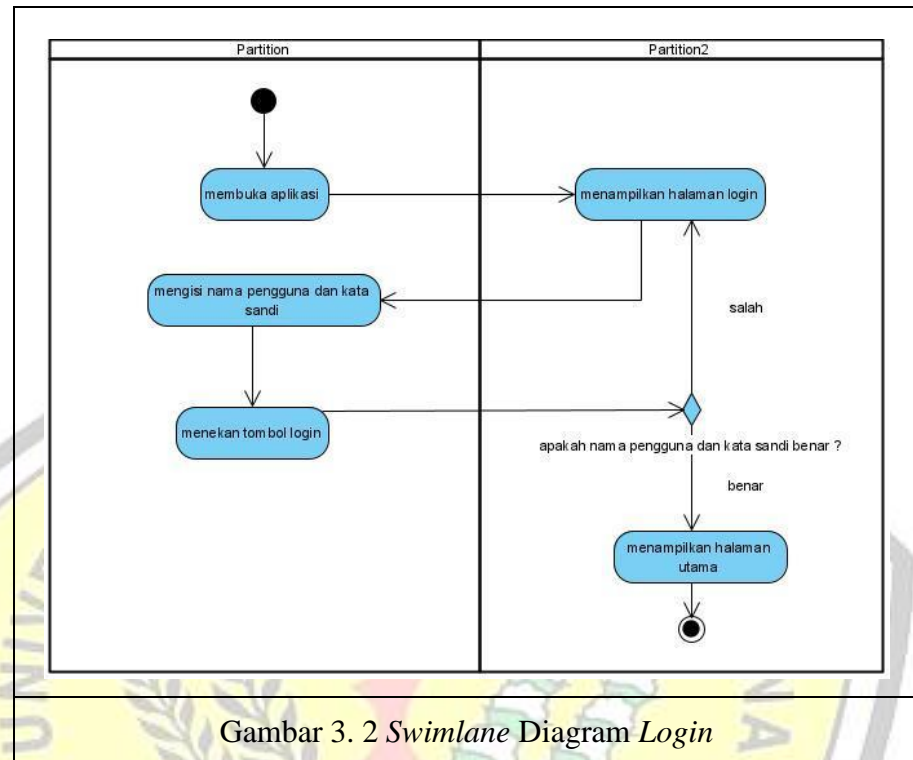 Partition
Partition2
membuka aplikasi
menampilkan halaman login
mengisi nama pengguna dan kata
sandi
salah
menekan tombol login
apakah nama pengguna dan kata sandi benar ?
benar
menampilkan halaman
utama
Gambar 3. 2 Swimlane Diagram Login